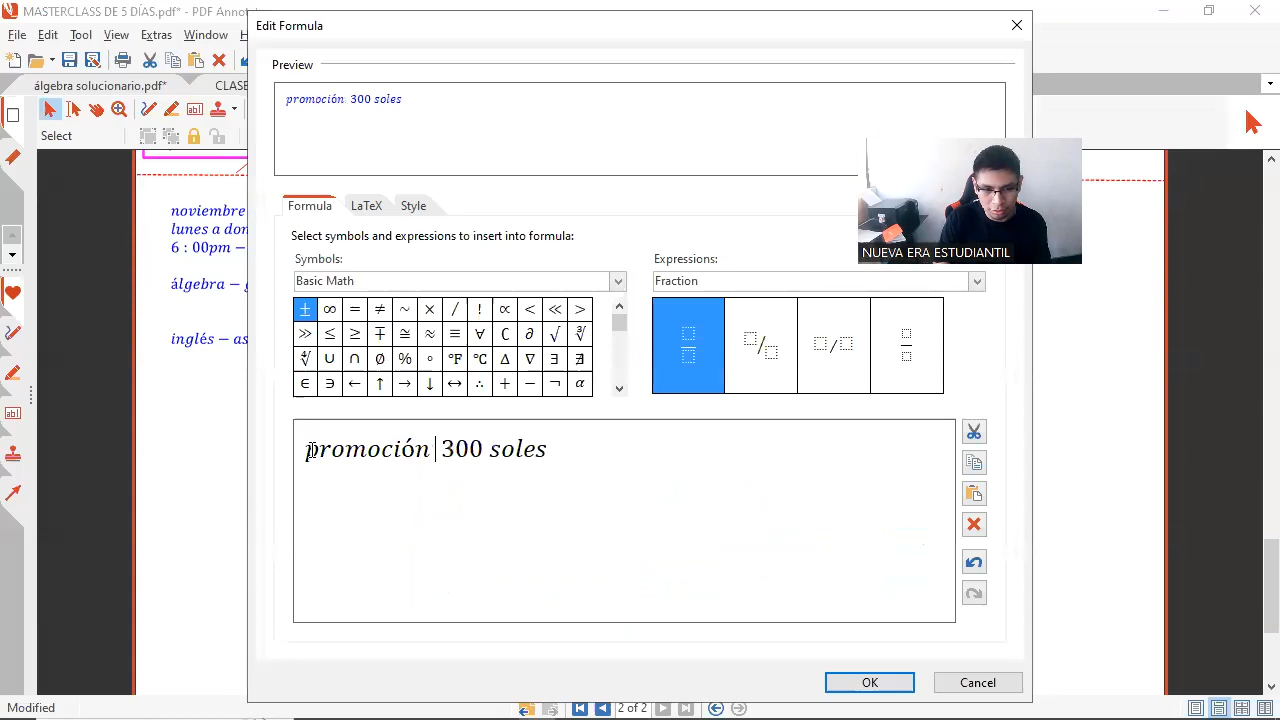 MASTERCLASS DE 5 DÍAS.pdf* - PDF Annot
Edit Formula
File Edit Tool View Extras Window
Preview
álgebra solucionario.pdf*
CLASE
promoción: 300 soles
Select
Formula LaTeX Style
noviembre
lunes a dom
6 : 00pm −
álgebra − g
inglés − as
Select symbols and expressions to insert into formula:
Symbols: Expressions:
Basic Math Fraction
NUEVA ERA ESTUDIANTIL
± ∞ = ≠ ~ × / ! ∝ < ≪ >
≫ ≤ ≥ ∓ ≅ ≈ ≡ ∀ ∁ ∂ √ ∛
∜ ∪ ∩ ∅ % ° °F °C ∆ ∇ ∃ ∄
∈ ∋ ← ↑ → ↓ ↔ ∴ + − ¬ α
promoción 300 soles
OK Cancel
Modified
2 of 2